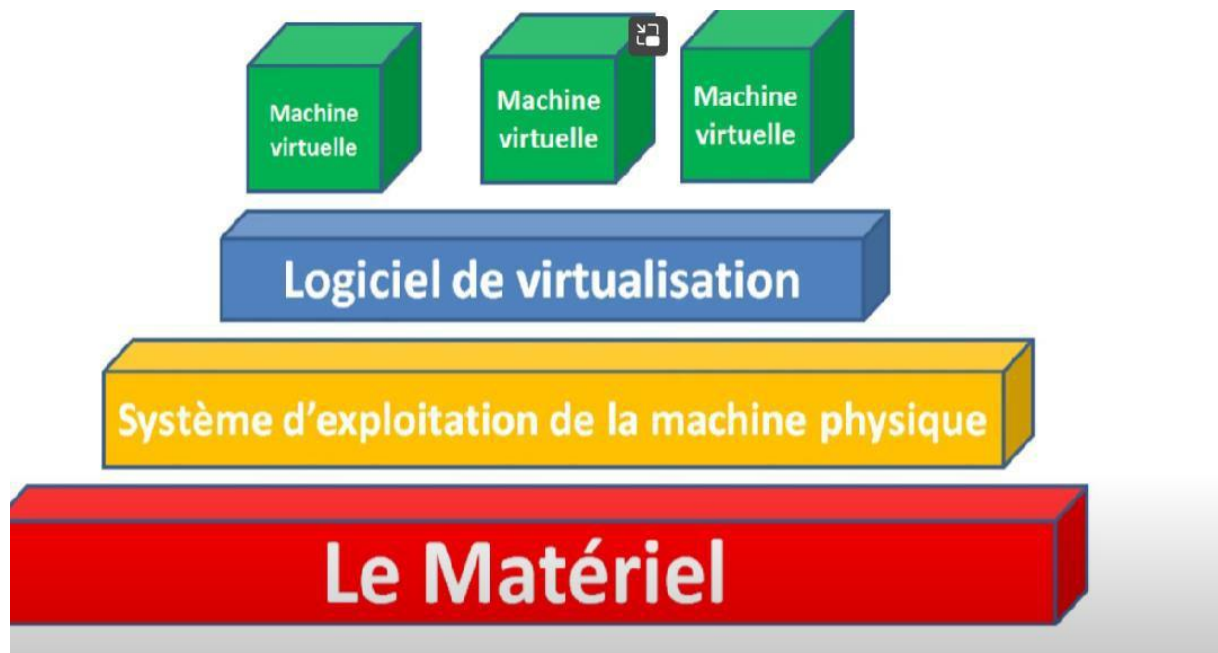 Machine
virtuelle
Machine
virtuelle
Machine
virtuelle
Logiciel de virtualisation
Système d’exploitation de la machine physique
Le Matériel